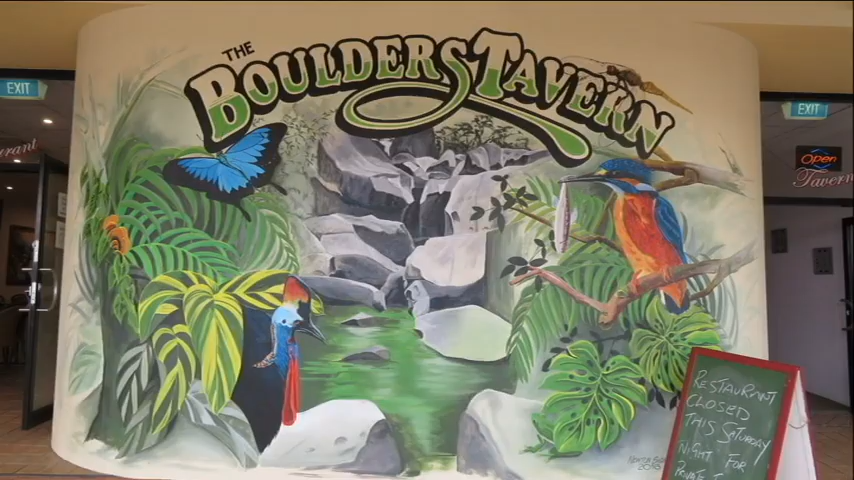 THE
BOULDERS TAVERN
EXIT
EXIT
Open
Tavern
RESTAURANT
CLOSED
THIS SATURDAY
NIGHT FOR